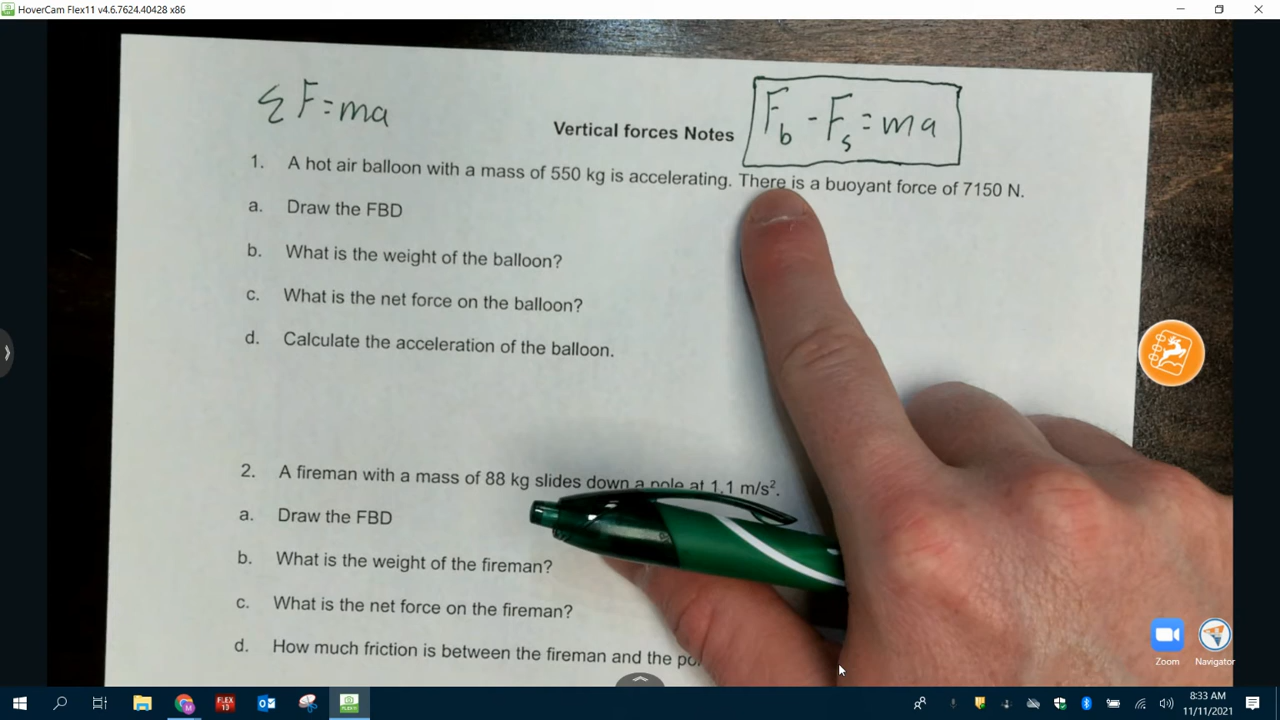 HoverCam Flex11 v4.6.7624.40428 x86
Σ F = ma
Vertical forces Notes
F_b - F_s = ma
1. A hot air balloon with a mass of 550 kg is accelerating. There is a buoyant force of 7150 N.
a. Draw the FBD
b. What is the weight of the balloon?
c. What is the net force on the balloon?
d. Calculate the acceleration of the balloon.
2. A fireman with a mass of 88 kg slides down a pole at 1.1 m/s².
a. Draw the FBD
b. What is the weight of the fireman?
c. What is the net force on the fireman?
d. How much friction is between the fireman and the
Zoom
Navigator
8:33 AM
11/11/2021